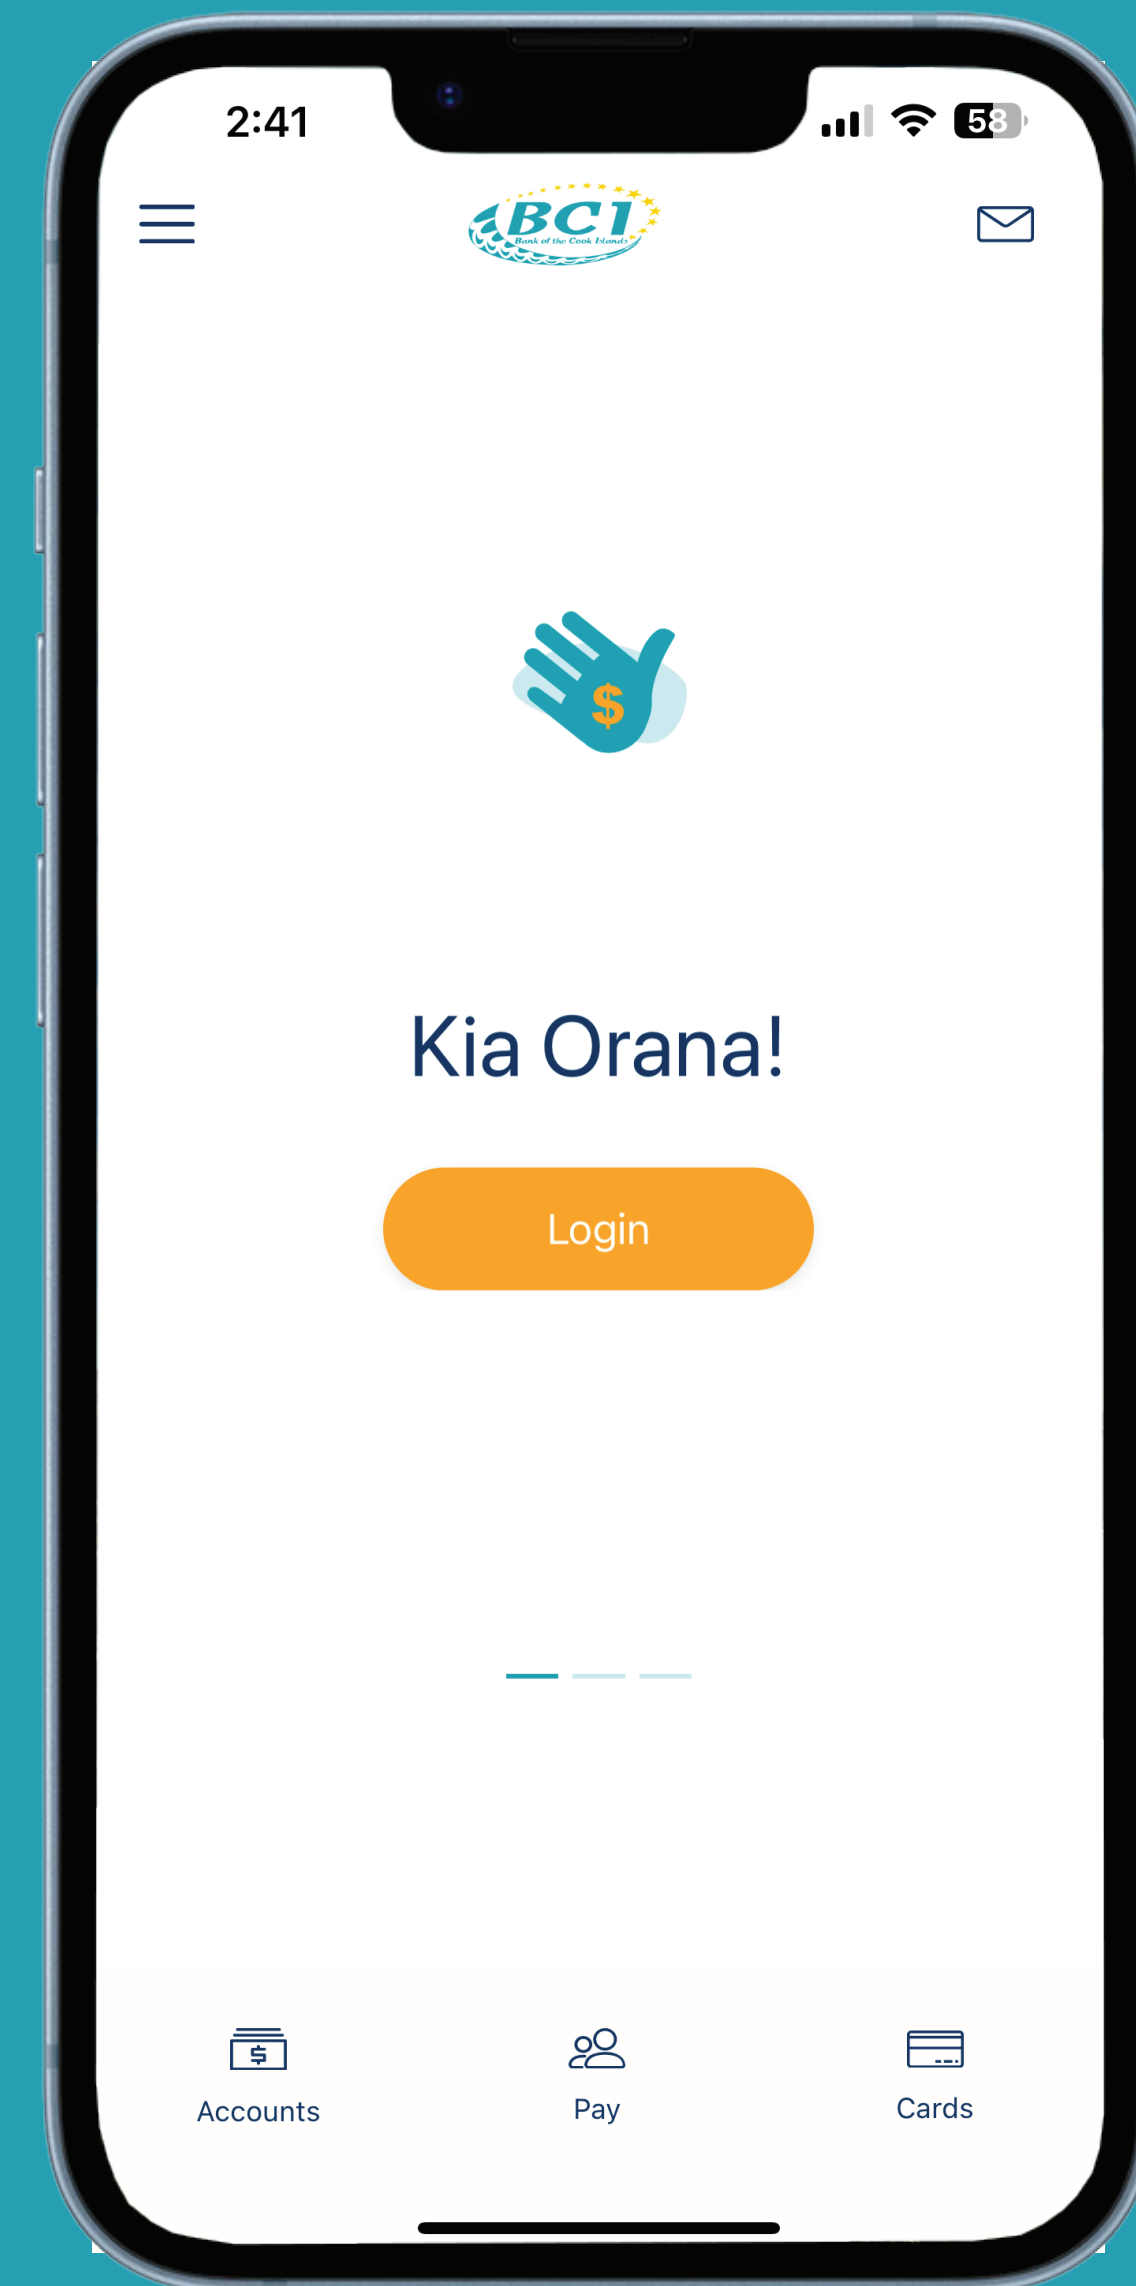 2:41
58
BCI
Bank of the Cook Islands
$
Kia Orana!
Login
Accounts
Pay
Cards